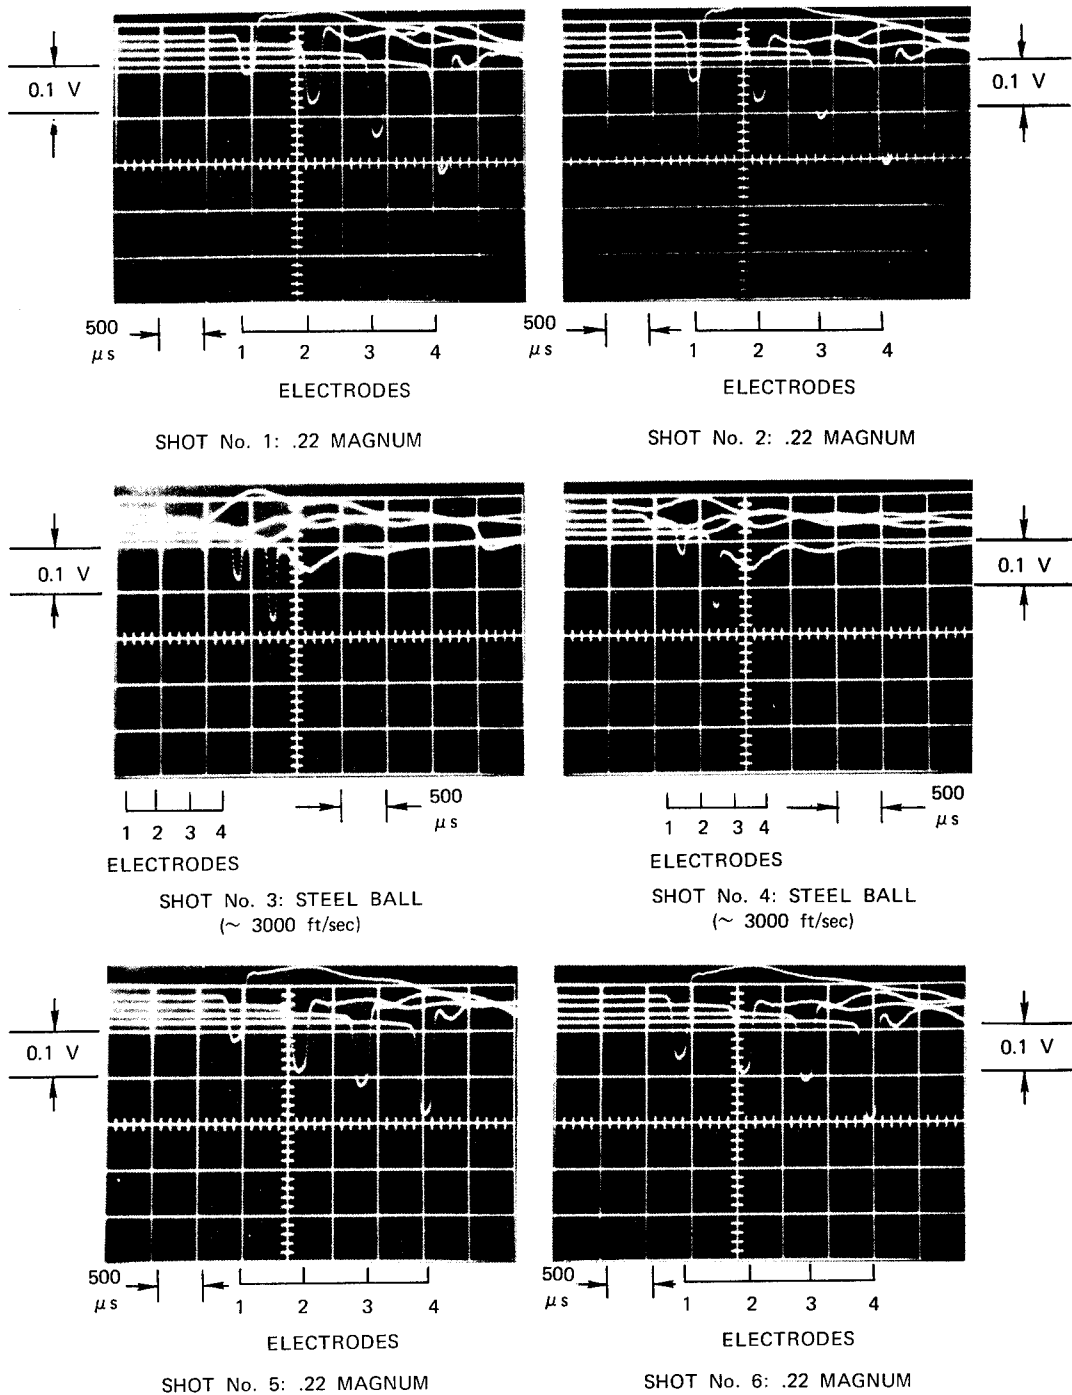 0.1 V
0.1 V
500 μs
1 2 3 4
ELECTRODES
SHOT No. 1: .22 MAGNUM
500 μs
1 2 3 4
ELECTRODES
SHOT No. 2: .22 MAGNUM
0.1 V
0.1 V
1 2 3 4
500 μs
ELECTRODES
SHOT No. 3: STEEL BALL
(~ 3000 ft/sec)
1 2 3 4
500 μs
ELECTRODES
SHOT No. 4: STEEL BALL
(~ 3000 ft/sec)
0.1 V
0.1 V
500 μs
1 2 3 4
ELECTRODES
SHOT No. 5: .22 MAGNUM
500 μs
1 2 3 4
ELECTRODES
SHOT No. 6: .22 MAGNUM